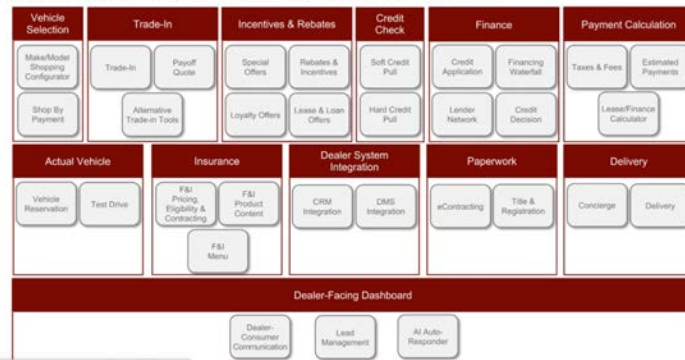 Vehicle
Selection
Trade-In
Incentives & Rebates
Credit
Check
Finance
Payment Calculation
Make/Model
Shopping
Configurator
Shop By
Payment
Trade-In
Payoff
Quote
Alternative
Trade-in Tools
Special
Offers
Rebates &
Incentives
Loyalty Offers
Lease & Loan
Offers
Soft Credit
Pull
Hard Credit
Pull
Credit
Application
Financing
Waterfall
Lender
Network
Credit
Decision
Taxes & Fees
Estimated
Payments
Lease/Finance
Calculator
Actual Vehicle
Insurance
Dealer System
Integration
Paperwork
Delivery
Vehicle
Reservation
Test Drive
F&I
Pricing,
Eligibility &
Contracting
F&I
Product
Content
F&I
Menu
CRM
Integration
DMS
Integration
eContracting
Title &
Registration
Concierge
Delivery
Dealer-Facing Dashboard
Dealer-
Consumer
Communication
Lead
Management
AI Auto-
Responder